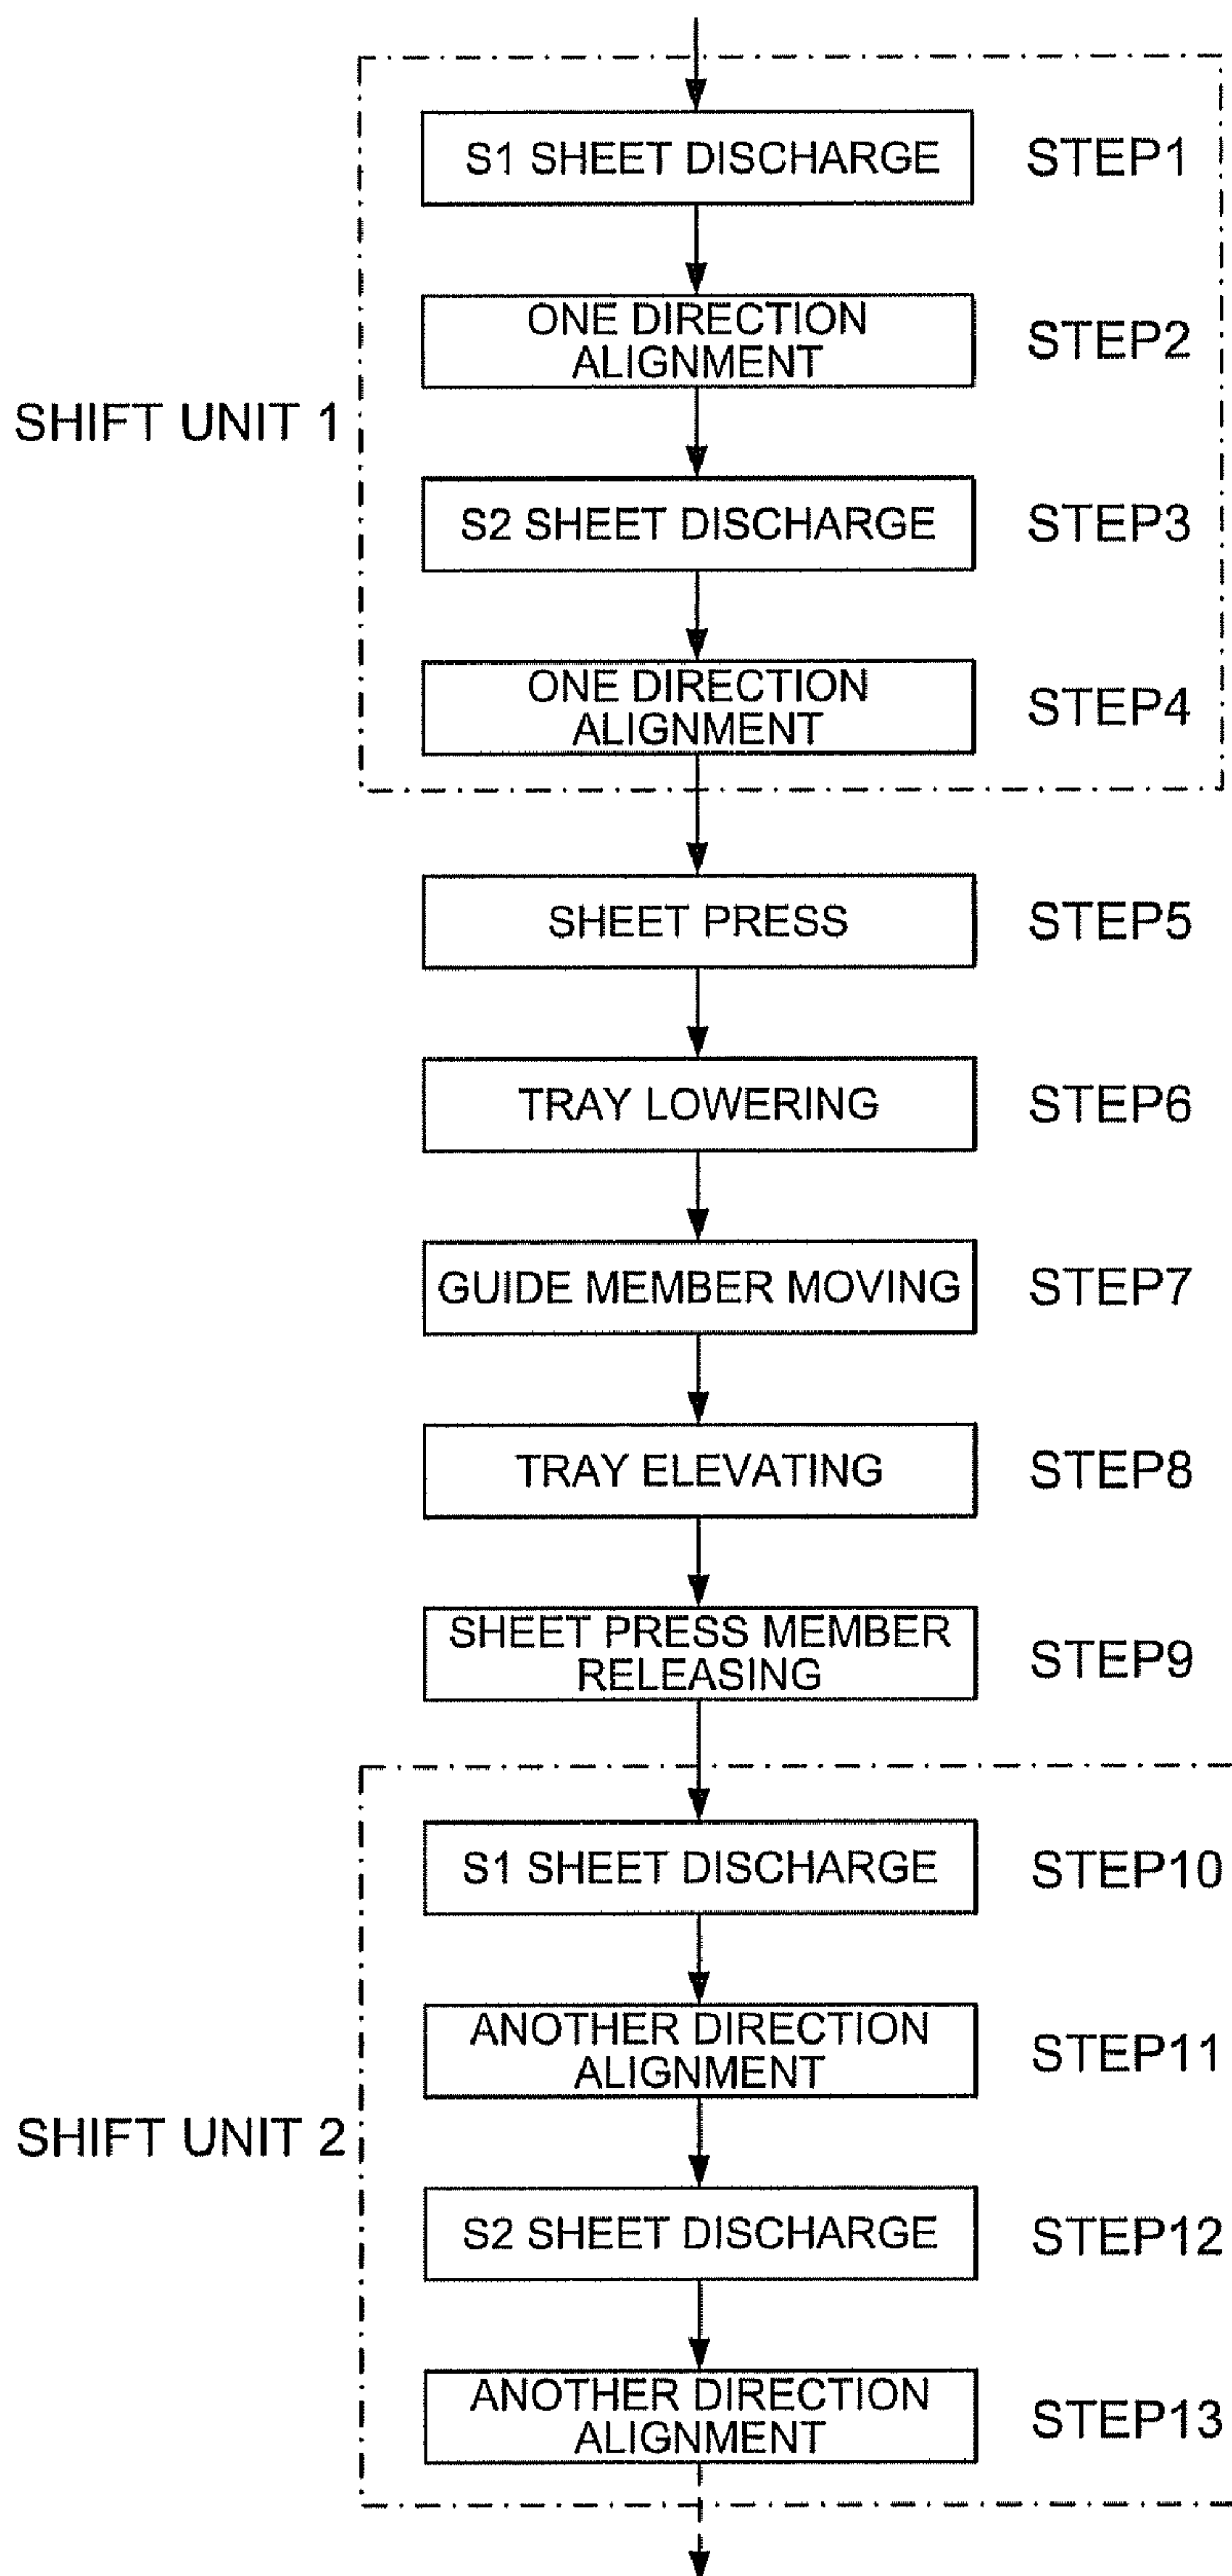 S1 SHEET DISCHARGE STEP1
ONE DIRECTION
ALIGNMENT
STEP2
SHIFT UNIT 1
S2 SHEET DISCHARGE STEP3
ONE DIRECTION
ALIGNMENT
STEP4
SHEET PRESS STEP5
TRAY LOWERING STEP6
GUIDE MEMBER MOVING STEP7
TRAY ELEVATING STEP8
SHEET PRESS MEMBER
RELEASING
STEP9
S1 SHEET DISCHARGE STEP10
ANOTHER DIRECTION
ALIGNMENT
STEP11
SHIFT UNIT 2
S2 SHEET DISCHARGE STEP12
ANOTHER DIRECTION
ALIGNMENT
STEP13